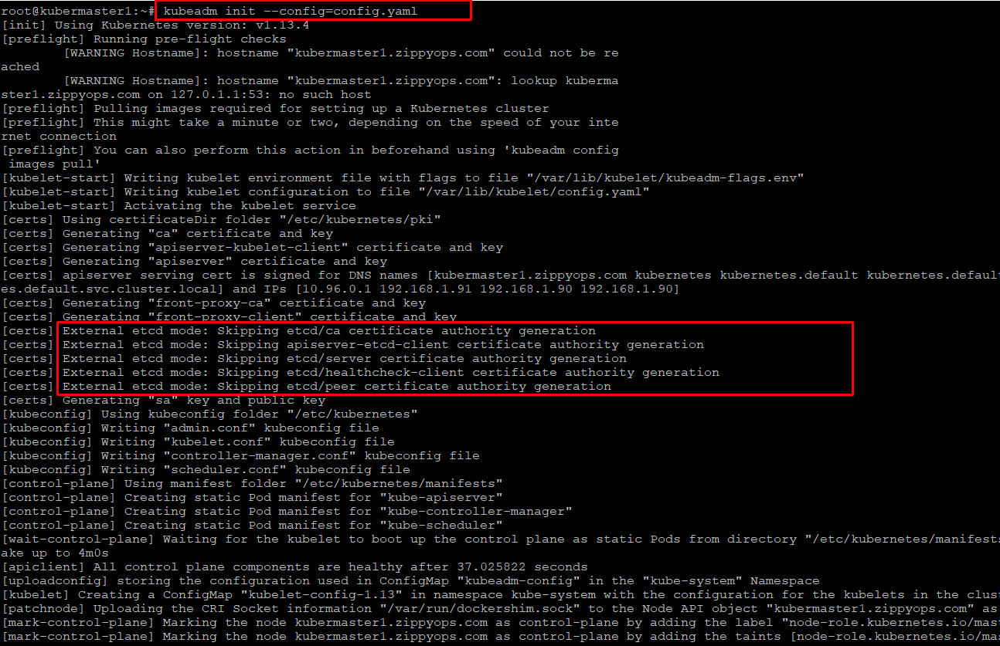 root@kubermaster1:~# kubeadm init --config=config.yaml
[init] Using Kubernetes version: v1.13.4
[preflight] Running pre-flight checks
        [WARNING Hostname]: hostname "kubermaster1.zippyops.com" could not be re
ached
        [WARNING Hostname]: hostname "kubermaster1.zippyops.com": lookup kuberma
ster1.zippyops.com on 127.0.1.1:53: no such host
[preflight] Pulling images required for setting up a Kubernetes cluster
[preflight] This might take a minute or two, depending on the speed of your inte
rnet connection
[preflight] You can also perform this action in beforehand using 'kubeadm config
 images pull'
[kubelet-start] Writing kubelet environment file with flags to file "/var/lib/kubelet/kubeadm-flags.env"
[kubelet-start] Writing kubelet configuration to file "/var/lib/kubelet/config.yaml"
[kubelet-start] Activating the kubelet service
[certs] Using certificateDir folder "/etc/kubernetes/pki"
[certs] Generating "ca" certificate and key
[certs] Generating "apiserver-kubelet-client" certificate and key
[certs] Generating "apiserver" certificate and key
[certs] apiserver serving cert is signed for DNS names [kubermaster1.zippyops.com kubernetes kubernetes.default kubernetes.default
es.default.svc.cluster.local] and IPs [10.96.0.1 192.168.1.91 192.168.1.90 192.168.1.90]
[certs] Generating "front-proxy-ca" certificate and key
[certs] Generating "front-proxy-client" certificate and key
[certs] External etcd mode: Skipping etcd/ca certificate authority generation
[certs] External etcd mode: Skipping apiserver-etcd-client certificate authority generation
[certs] External etcd mode: Skipping etcd/server certificate authority generation
[certs] External etcd mode: Skipping etcd/healthcheck-client certificate authority generation
[certs] External etcd mode: Skipping etcd/peer certificate authority generation
[certs] Generating "sa" key and public key
[kubeconfig] Using kubeconfig folder "/etc/kubernetes"
[kubeconfig] Writing "admin.conf" kubeconfig file
[kubeconfig] Writing "kubelet.conf" kubeconfig file
[kubeconfig] Writing "controller-manager.conf" kubeconfig file
[kubeconfig] Writing "scheduler.conf" kubeconfig file
[control-plane] Using manifest folder "/etc/kubernetes/manifests"
[control-plane] Creating static Pod manifest for "kube-apiserver"
[control-plane] Creating static Pod manifest for "kube-controller-manager"
[control-plane] Creating static Pod manifest for "kube-scheduler"
[wait-control-plane] Waiting for the kubelet to boot up the control plane as static Pods from directory "/etc/kubernetes/manifests
ake up to 4m0s
[apiclient] All control plane components are healthy after 37.025822 seconds
[uploadconfig] storing the configuration used in ConfigMap "kubeadm-config" in the "kube-system" Namespace
[kubelet] Creating a ConfigMap "kubelet-config-1.13" in namespace kube-system with the configuration for the kubelets in the clust
[patchnode] Uploading the CRI Socket information "/var/run/dockershim.sock" to the Node API object "kubermaster1.zippyops.com" as
[mark-control-plane] Marking the node kubermaster1.zippyops.com as control-plane by adding the label "node-role.kubernetes.io/mast
[mark-control-plane] Marking the node kubermaster1.zippyops.com as control-plane by adding the taints [node-role.kubernetes.io/mas